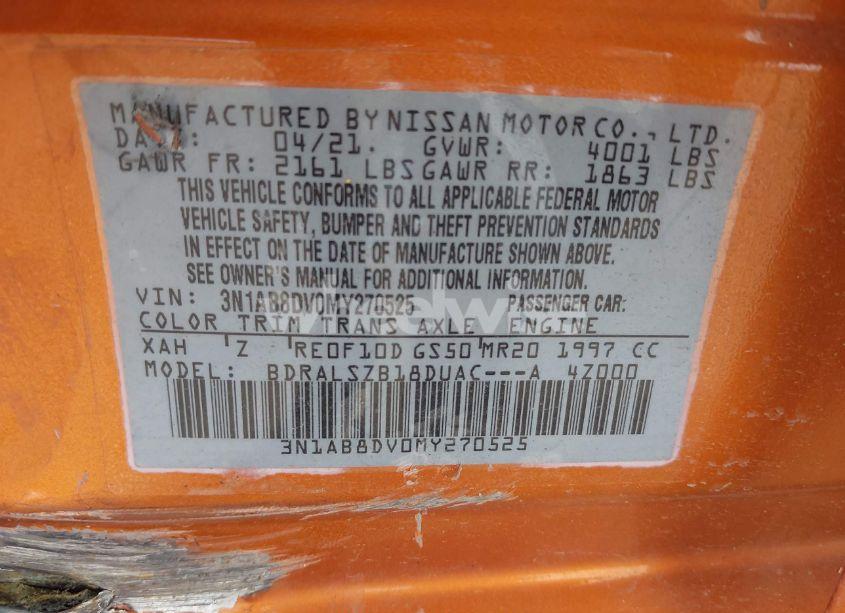 MANUFACTURED BY NISSAN MOTOR CO., LTD.
DATE: 04/21. GVWR: 4001 LBS
GAWR FR: 2161 LBS GAWR RR: 1863 LBS
THIS VEHICLE CONFORMS TO ALL APPLICABLE FEDERAL MOTOR
VEHICLE SAFETY, BUMPER AND THEFT PREVENTION STANDARDS
IN EFFECT ON THE DATE OF MANUFACTURE SHOWN ABOVE.
SEE OWNER'S MANUAL FOR ADDITIONAL INFORMATION.
VIN: 3N1AB8DV0MY270525 PASSENGER CAR:
COLOR TRIM TRANS AXLE ENGINE
XAH Z RE0F10D GS50 MR20 1997 CC
MODEL: BDRALSZB18DUAC---A 4Z000
3N1AB8DV0MY270525